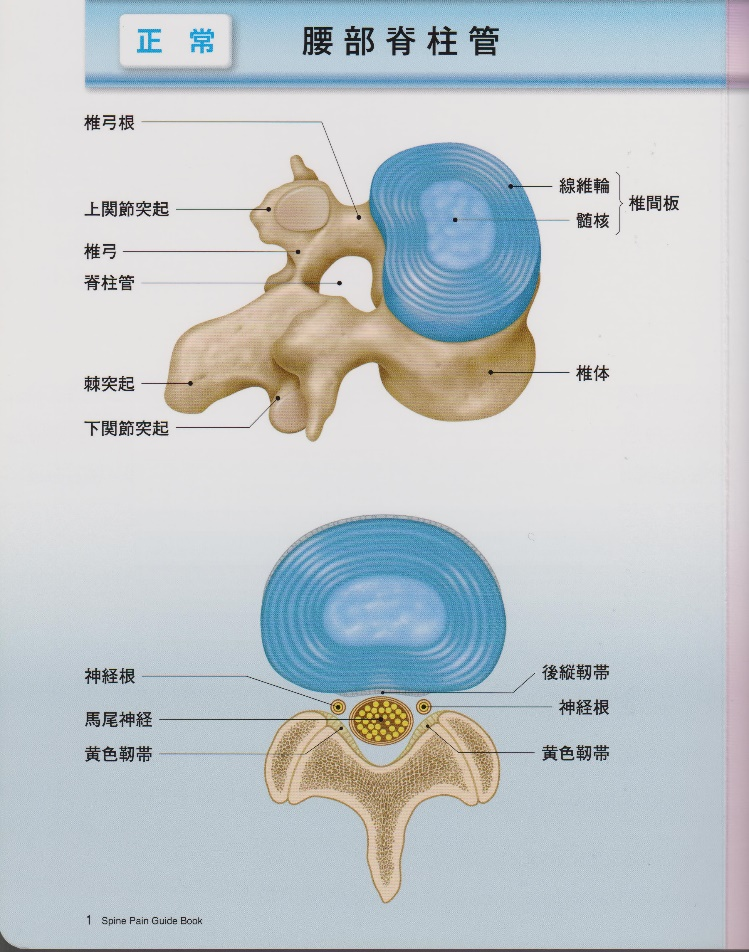 正常
腰部脊柱管
椎弓根
上関節突起
椎弓
脊柱管
棘突起
下関節突起
線維輪
髄核
椎間板
椎体
神経根
馬尾神経
黄色靭帯
後縦靭帯
神経根
黄色靭帯
1 Spine Pain Guide Book